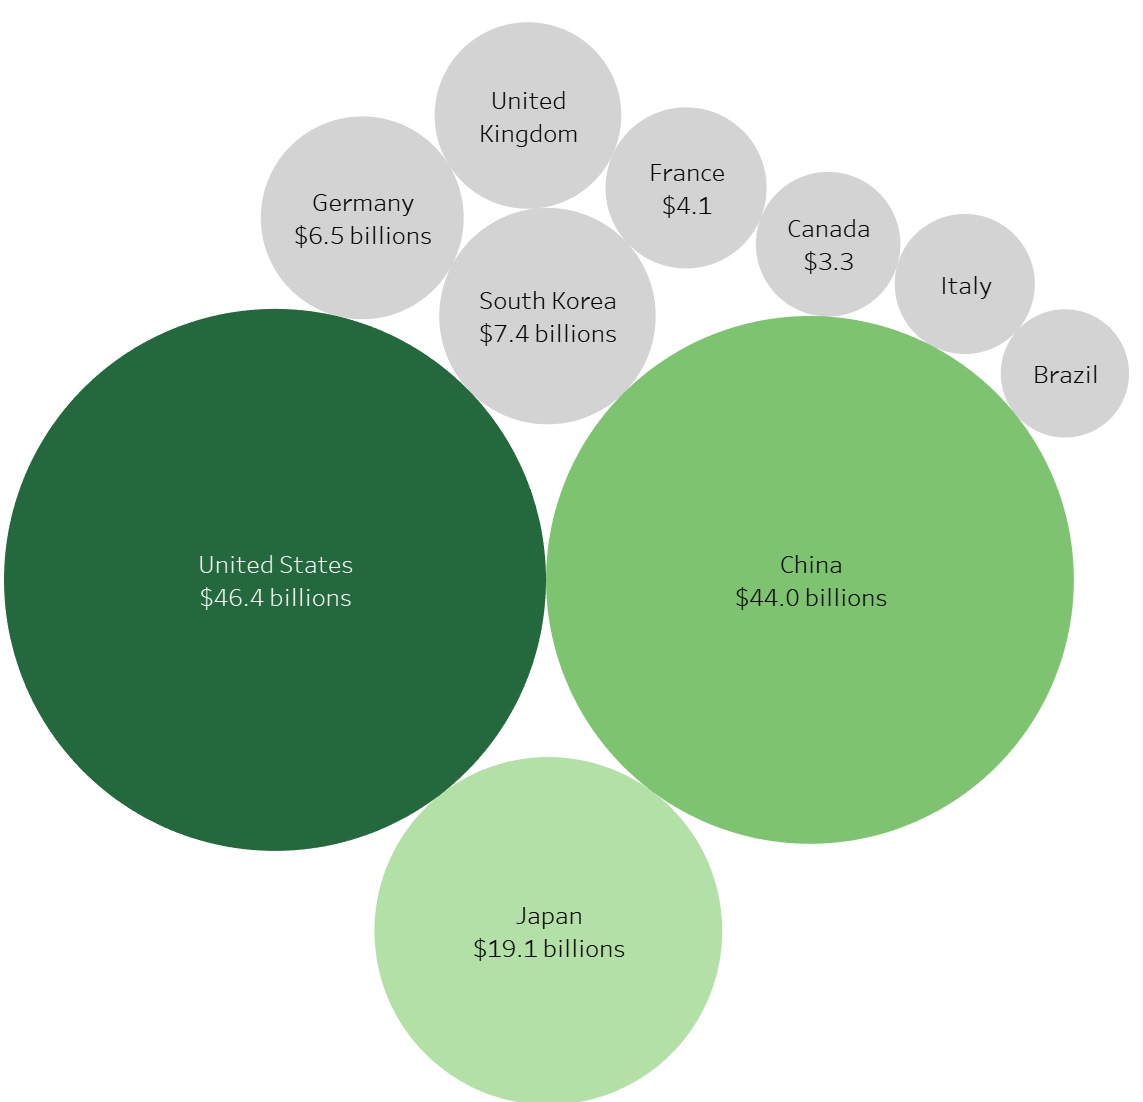 United
Kingdom
France
$4.1
Germany
$6.5 billions
Canada
$3.3
Italy
South Korea
$7.4 billions
Brazil
United States
$46.4 billions
China
$44.0 billions
Japan
$19.1 billions